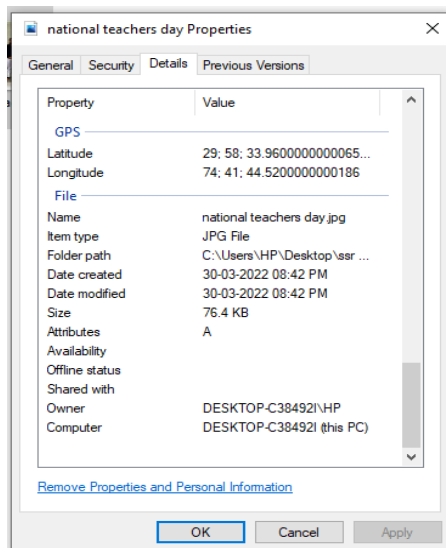 national teachers day Properties
General Security Details Previous Versions
Property Value
GPS
Latitude 29; 58; 33.9600000000065...
Longitude 74; 41; 44.5200000000186
File
Name national teachers day.jpg
Item type JPG File
Folder path C:\Users\HP\Desktop\ssr ...
Date created 30-03-2022 08:42 PM
Date modified 30-03-2022 08:42 PM
Size 76.4 KB
Attributes A
Availability
Offline status
Shared with
Owner DESKTOP-C38492I\HP
Computer DESKTOP-C38492I (this PC)
Remove Properties and Personal Information
OK Cancel Apply